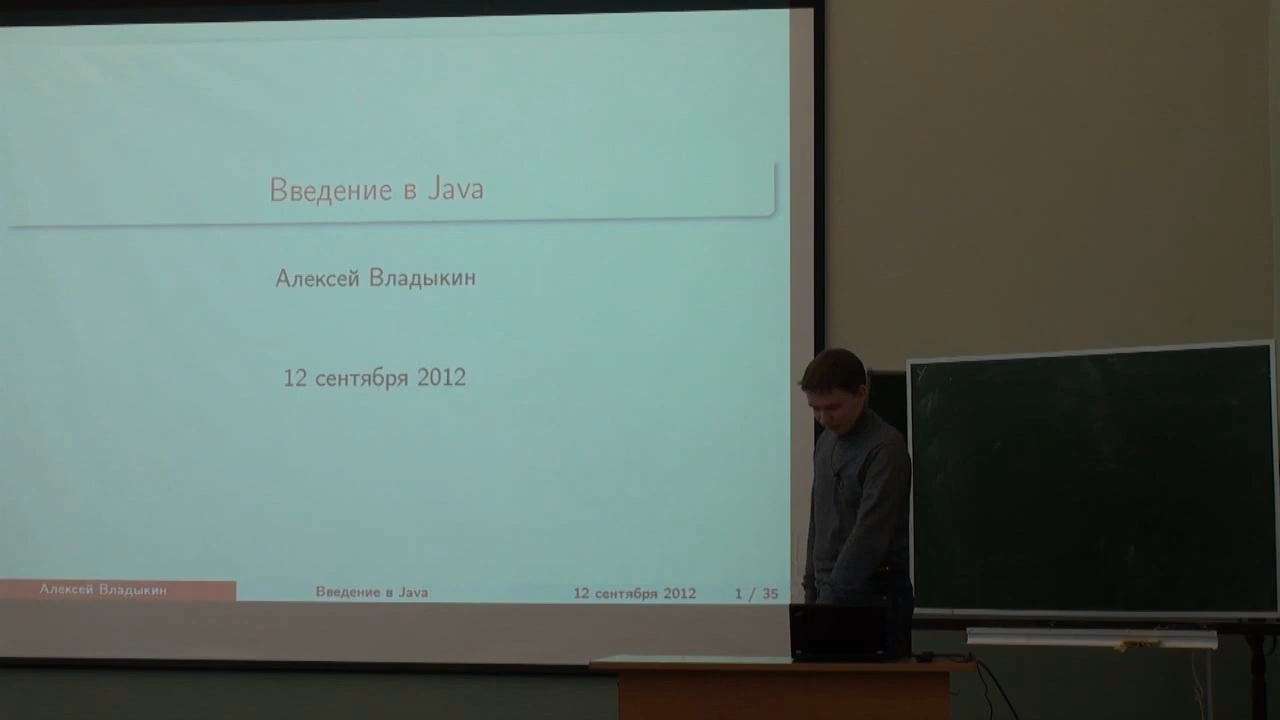 Введение в Java
Алексей Владыкин
12 сентября 2012
Алексей Владыкин Введение в Java 12 сентября 2012 1 / 35